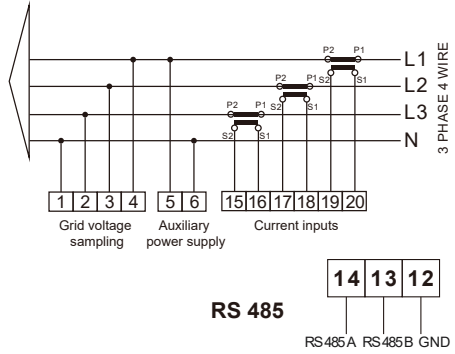 P2 P1
L1
P2 P1 S2 S1
L2
P2 P1 S2 S1
L3
S2 S1
N
3 PHASE 4 WIRE
1 2 3 4 5 6 15 16 17 18 19 20
Grid voltage sampling
Auxiliary power supply
Current inputs
14 13 12
RS 485
RS485A RS485B GND